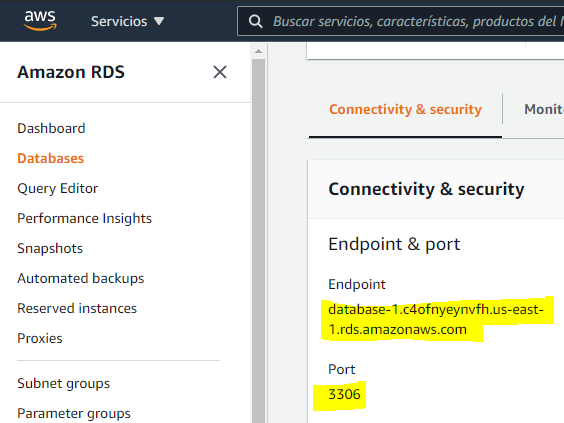 aws
Servicios ▼
Buscar servicios, características, productos del
Amazon RDS
Dashboard
Databases
Query Editor
Performance Insights
Snapshots
Automated backups
Reserved instances
Proxies
Subnet groups
Parameter groups
Connectivity & security
Monit
Connectivity & security
Endpoint & port
Endpoint
database-1.c4ofnyeynvfh.us-east-
1.rds.amazonaws.com
Port
3306